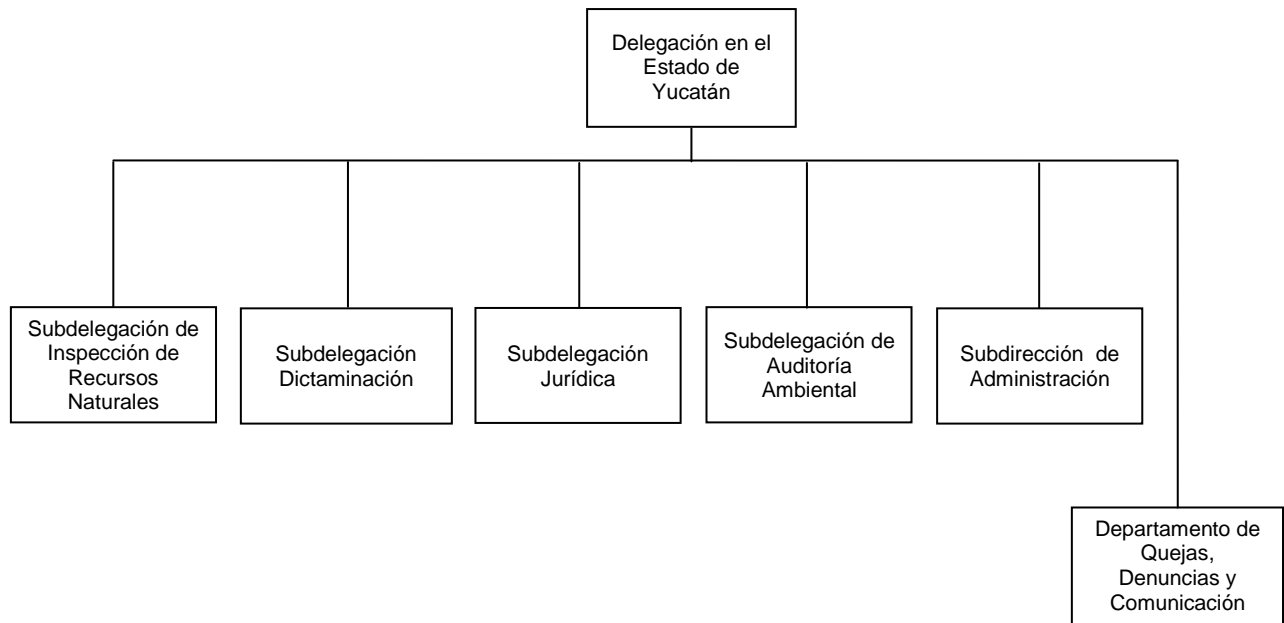 Delegación en el
Estado de
Yucatán
Subdelegación de
Inspección de
Recursos
Naturales
Subdelegación
Dictaminación
Subdelegación
Jurídica
Subdelegación de
Auditoría
Ambiental
Subdirección de
Administración
Departamento de
Quejas,
Denuncias y
Comunicación